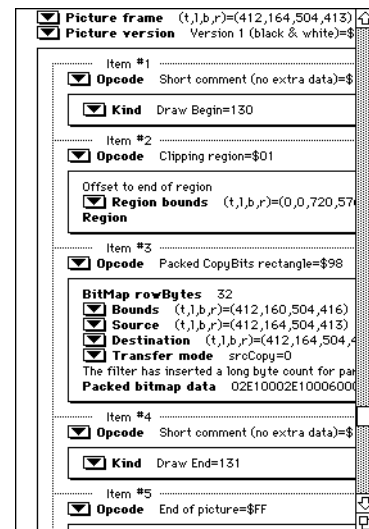 Picture frame (t,l,b,r)=(412,164,504,413)
Picture version Version 1 (black & white)=$
Item #1
Opcode Short comment (no extra data)=$
Kind Draw Begin=130
Item #2
Opcode Clipping region=$01
Offset to end of region
Region bounds (t,l,b,r)=(0,0,720,57
Region
Item #3
Opcode Packed CopyBits rectangle=$98
BitMap rowBytes 32
Bounds (t,l,b,r)=(412,160,504,416)
Source (t,l,b,r)=(412,164,504,413)
Destination (t,l,b,r)=(412,164,504,4
Transfer mode srcCopy=0
The filter has inserted a long byte count for par
Packed bitmap data 02E10002E1000600
Item #4
Opcode Short comment (no extra data)=$
Kind Draw End=131
Item #5
Opcode End of picture=$FF